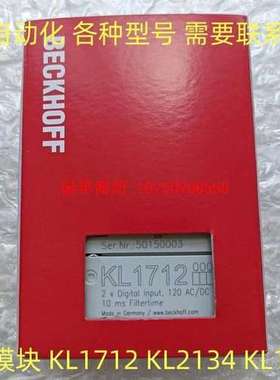 自动化 各种型号 需要联系
BECKHOFF
Ser Nr.: 50150003
KL1712
2 x Digital Input, 120 AC/DC
10 ms Filtertime
Made in Germany / www.beckhoff.com
模块 KL1712 KL2134 KL